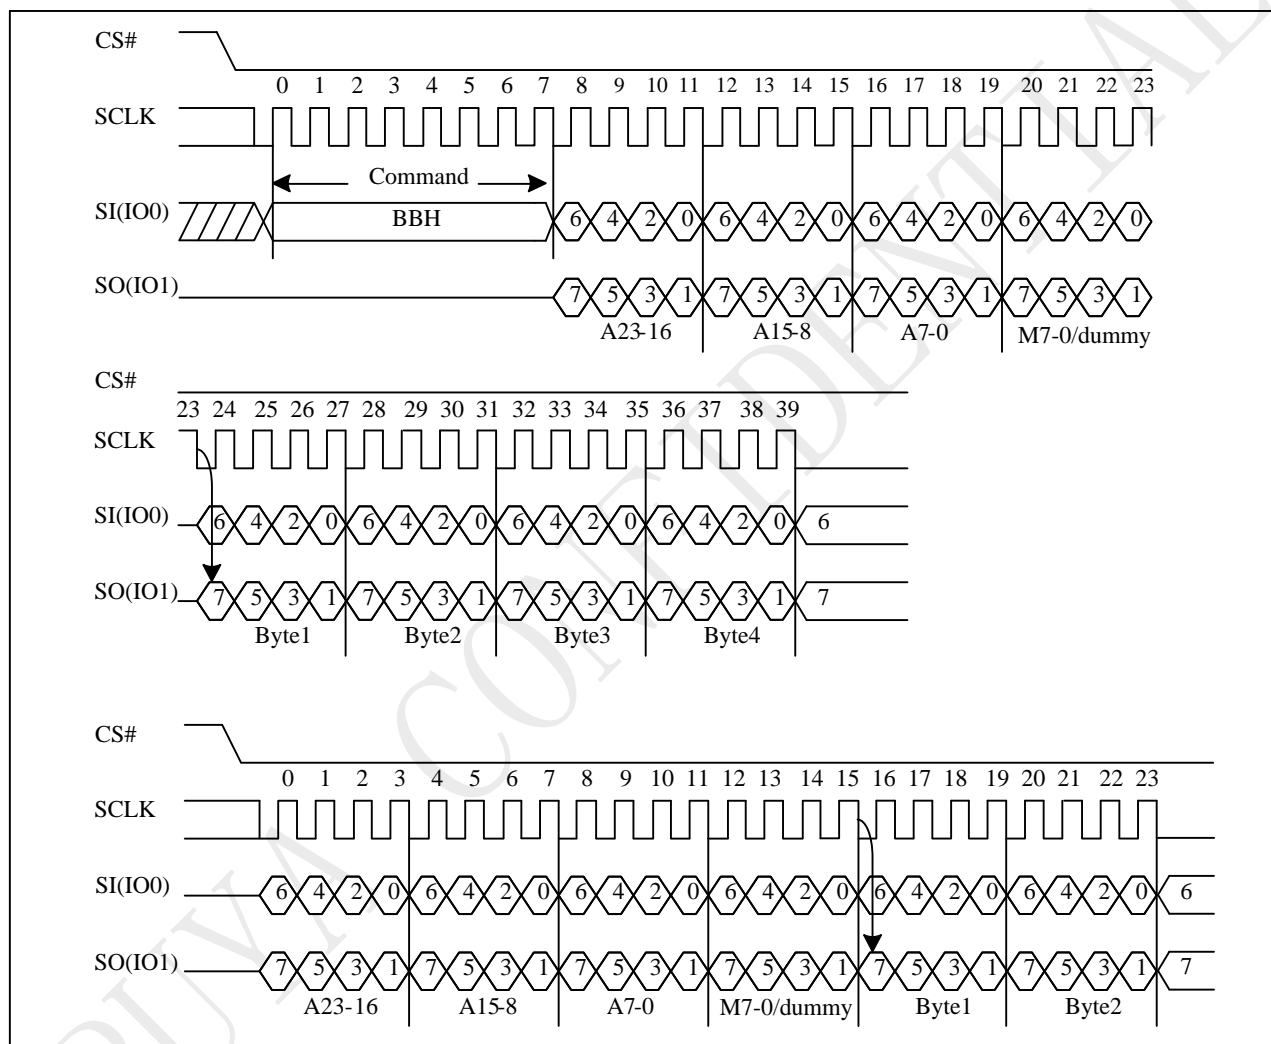 CS#
0 1 2 3 4 5 6 7 8 9 10 11 12 13 14 15 16 17 18 19 20 21 22 23
SCLK
Command
SI(IO0) BBH 6 4 2 0 6 4 2 0 6 4 2 0 6 4 2 0
SO(IO1) 7 5 3 1 7 5 3 1 7 5 3 1 7 5 3 1
A23-16 A15-8 A7-0 M7-0/dummy
CS#
23 24 25 26 27 28 29 30 31 32 33 34 35 36 37 38 39
SCLK
SI(IO0) 6 4 2 0 6 4 2 0 6 4 2 0 6 4 2 0 6
SO(IO1) 7 5 3 1 7 5 3 1 7 5 3 1 7 5 3 1 7
Byte1 Byte2 Byte3 Byte4
CS#
0 1 2 3 4 5 6 7 8 9 10 11 12 13 14 15 16 17 18 19 20 21 22 23
SCLK
SI(IO0) 6 4 2 0 6 4 2 0 6 4 2 0 6 4 2 0 6 4 2 0 6 4 2 0 6
SO(IO1) 7 5 3 1 7 5 3 1 7 5 3 1 7 5 3 1 7 5 3 1 7 5 3 1 7
A23-16 A15-8 A7-0 M7-0/dummy Byte1 Byte2
PUYA CONFIDENTIAL